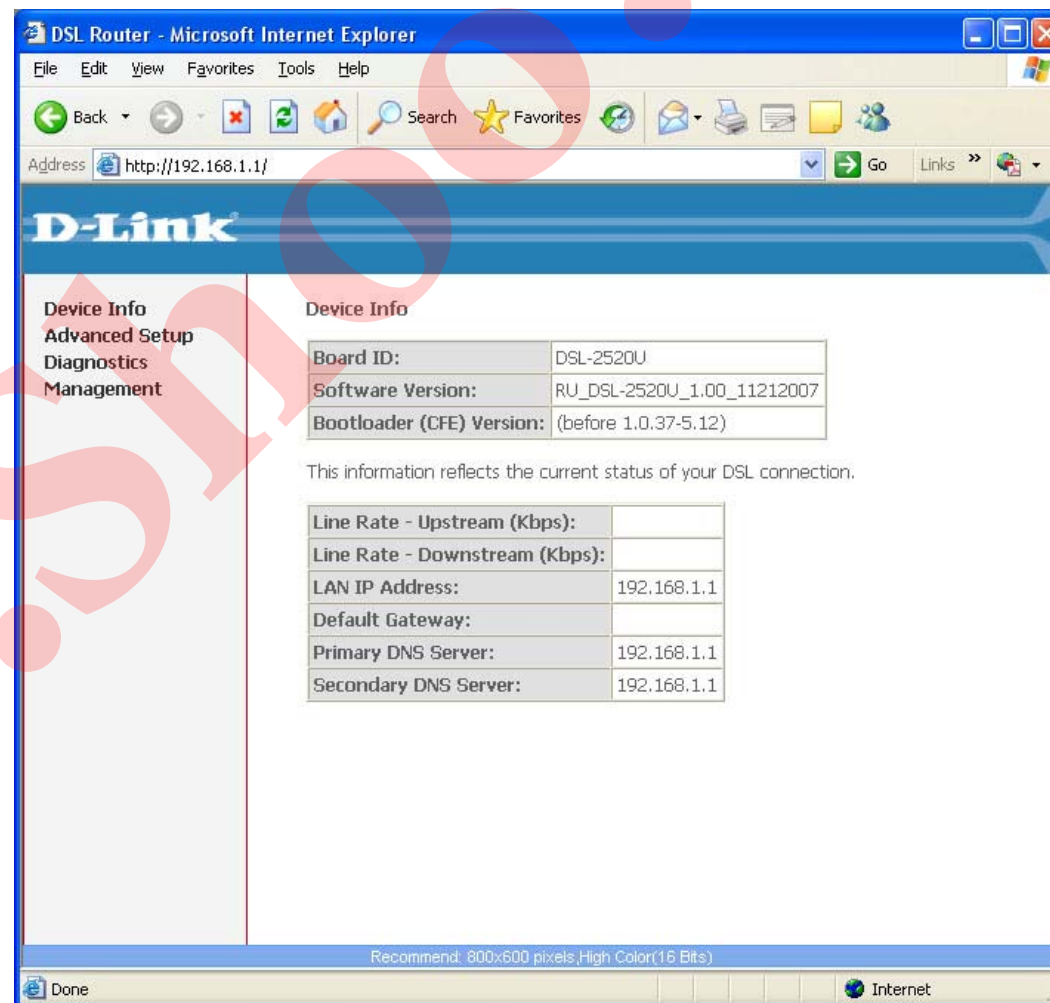 DSL Router - Microsoft Internet Explorer
File Edit View Favorites Tools Help
Back Search Favorites
Address http://192.168.1.1/ Go Links »
D-Link
Device Info
Advanced Setup
Diagnostics
Management
Device Info
Board ID: DSL-2520U
Software Version: RU_DSL-2520U_1.00_11212007
Bootloader (CFE) Version: (before 1.0.37-5.12)
This information reflects the current status of your DSL connection.
Line Rate - Upstream (Kbps):
Line Rate - Downstream (Kbps):
LAN IP Address: 192.168.1.1
Default Gateway:
Primary DNS Server: 192.168.1.1
Secondary DNS Server: 192.168.1.1
Recommend: 800x600 pixels,High Color(16 Bits)
Done Internet